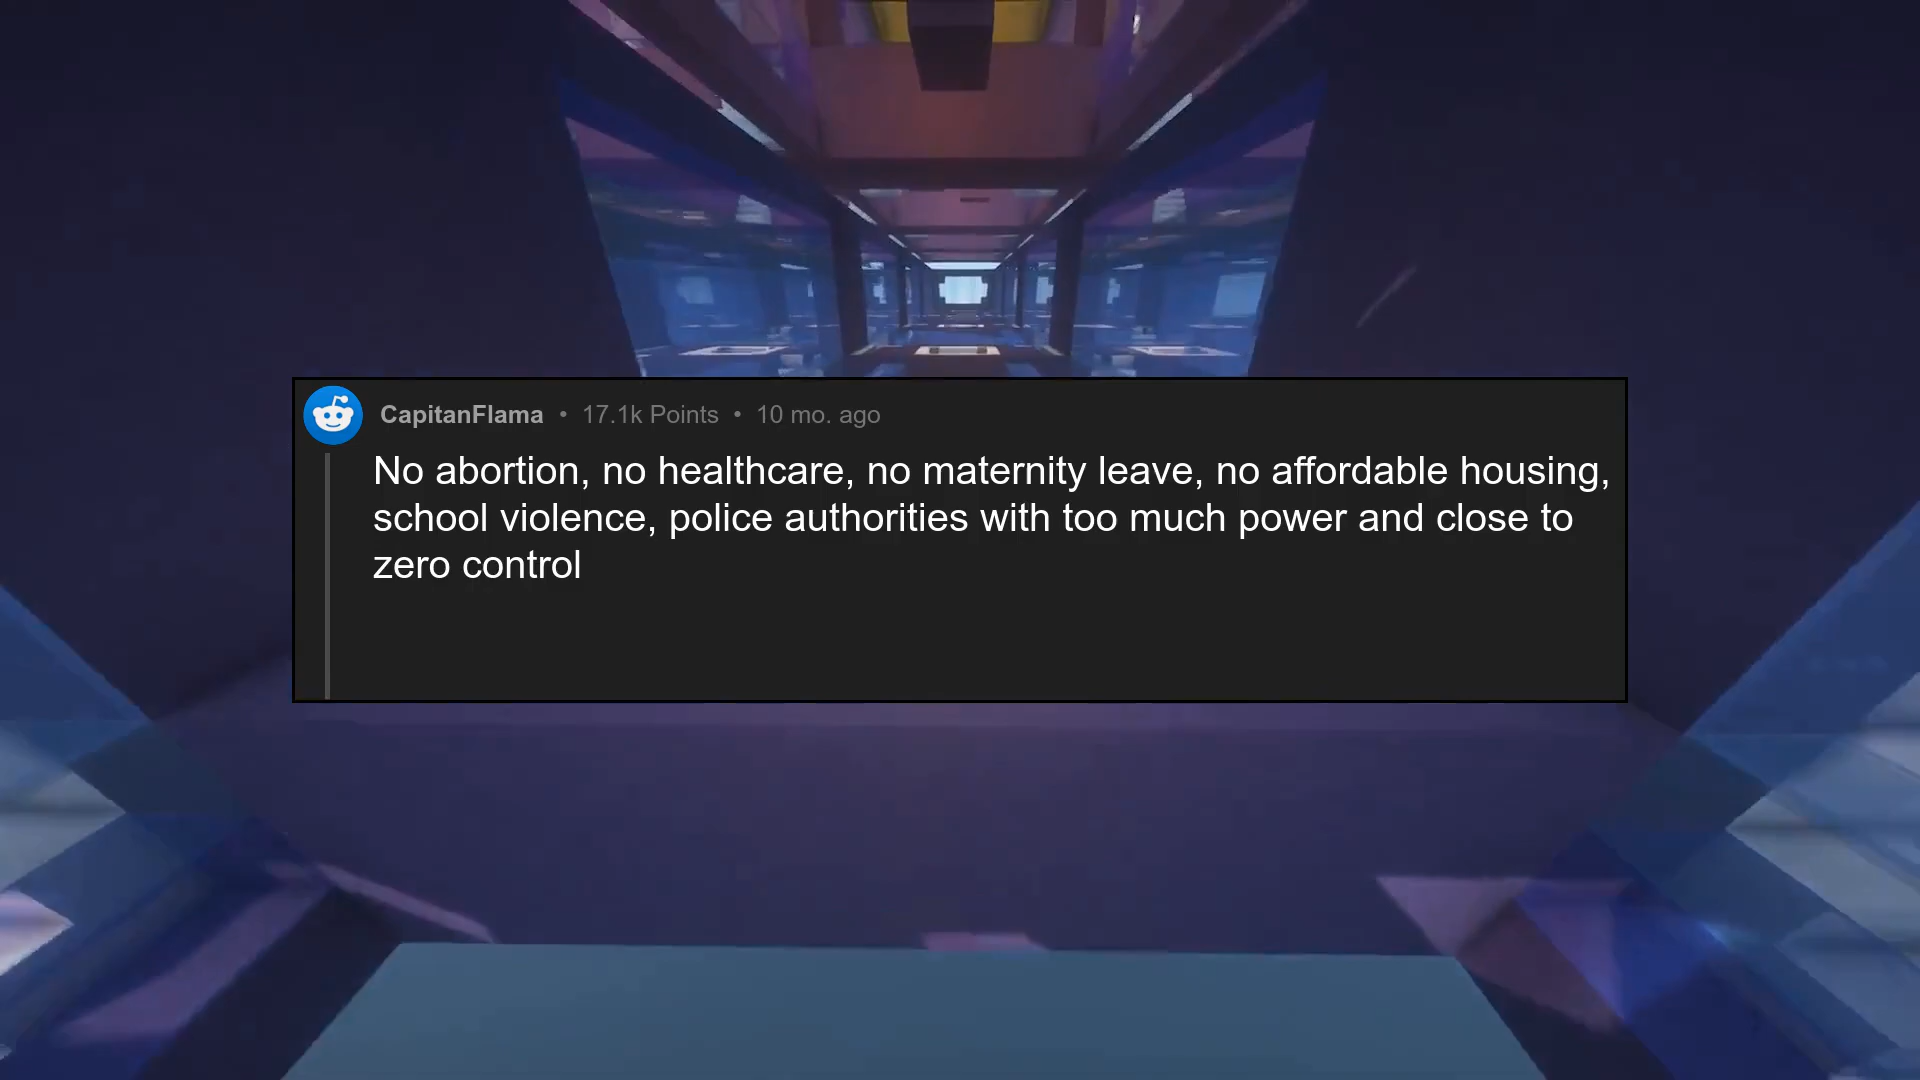 CapitanFlama • 17.1k Points • 10 mo. ago
No abortion, no healthcare, no maternity leave, no affordable housing,
school violence, police authorities with too much power and close to
zero control